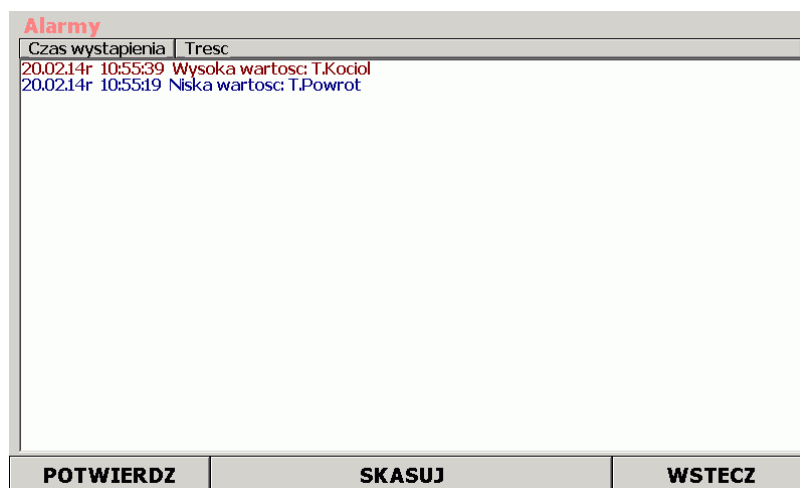 Alarmy
Czas wystapienia Tresc
20.02.14r 10:55:39 Wysoka wartosc: T.Kociol
20.02.14r 10:55:19 Niska wartosc: T.Powrot
POTWIERDZ SKASUJ WSTECZ